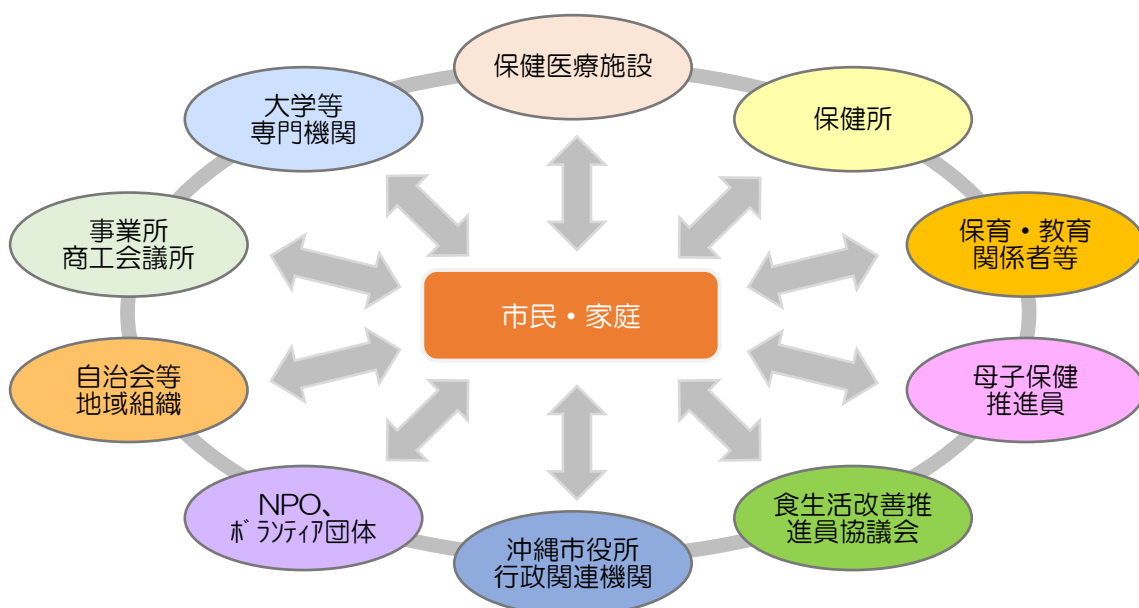 保健医療施設
大学等
専門機関
保健所
事業所
商工会議所
保育・教育
関係者等
市民・家庭
自治会等
地域組織
母子保健
推進員
NPO、
ﾎﾞﾗﾝﾃｨｱ団体
食生活改善推
進員協議会
沖縄市役所
行政関連機関